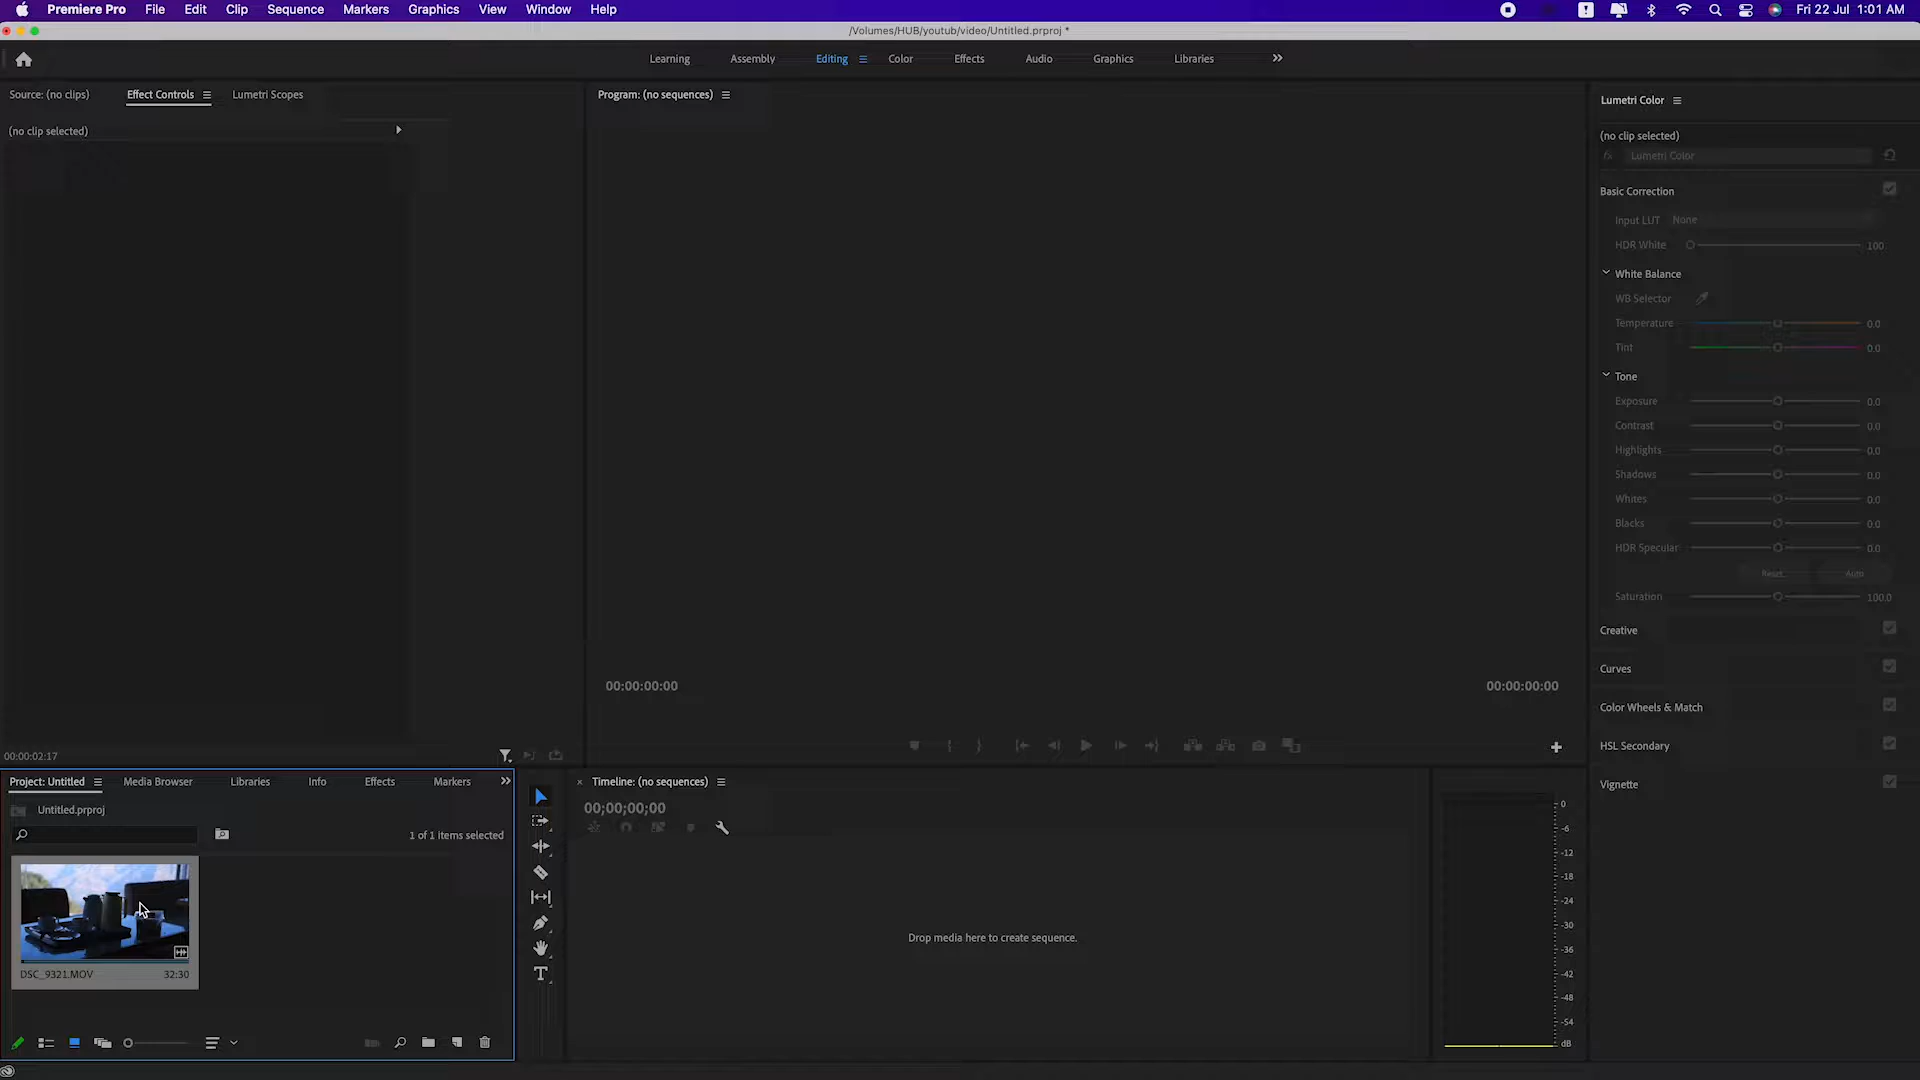 Premiere Pro File Edit Clip Sequence Markers Graphics View Window Help Fri 22 Jul 1:01 AM
/Volumes/HUB/youtub/video/Untitled.prproj *
Learning Assembly Editing Color Effects Audio Graphics Libraries
Source: (no clips) Effect Controls Lumetri Scopes
(no clip selected)
00:00:02:17
Program: (no sequences)
00:00:00:00 00:00:00:00
Lumetri Color
(no clip selected)
fx Lumetri Color
Basic Correction
Input LUT None
HDR White 100
White Balance
WB Selector
Temperature 0.0
Tint 0.0
Tone
Exposure 0.0
Contrast 0.0
Highlights 0.0
Shadows 0.0
Whites 0.0
Blacks 0.0
HDR Specular 0.0
Reset Auto
Saturation 100.0
Creative
Curves
Color Wheels & Match
HSL Secondary
Vignette
Project: Untitled Media Browser Libraries Info Effects Markers
Untitled.prproj
1 of 1 items selected
DSC_9321.MOV 32:30
Timeline: (no sequences)
00;00;00;00
Drop media here to create sequence.
0
-6
-12
-18
-24
-30
-36
-42
-48
-54
dB